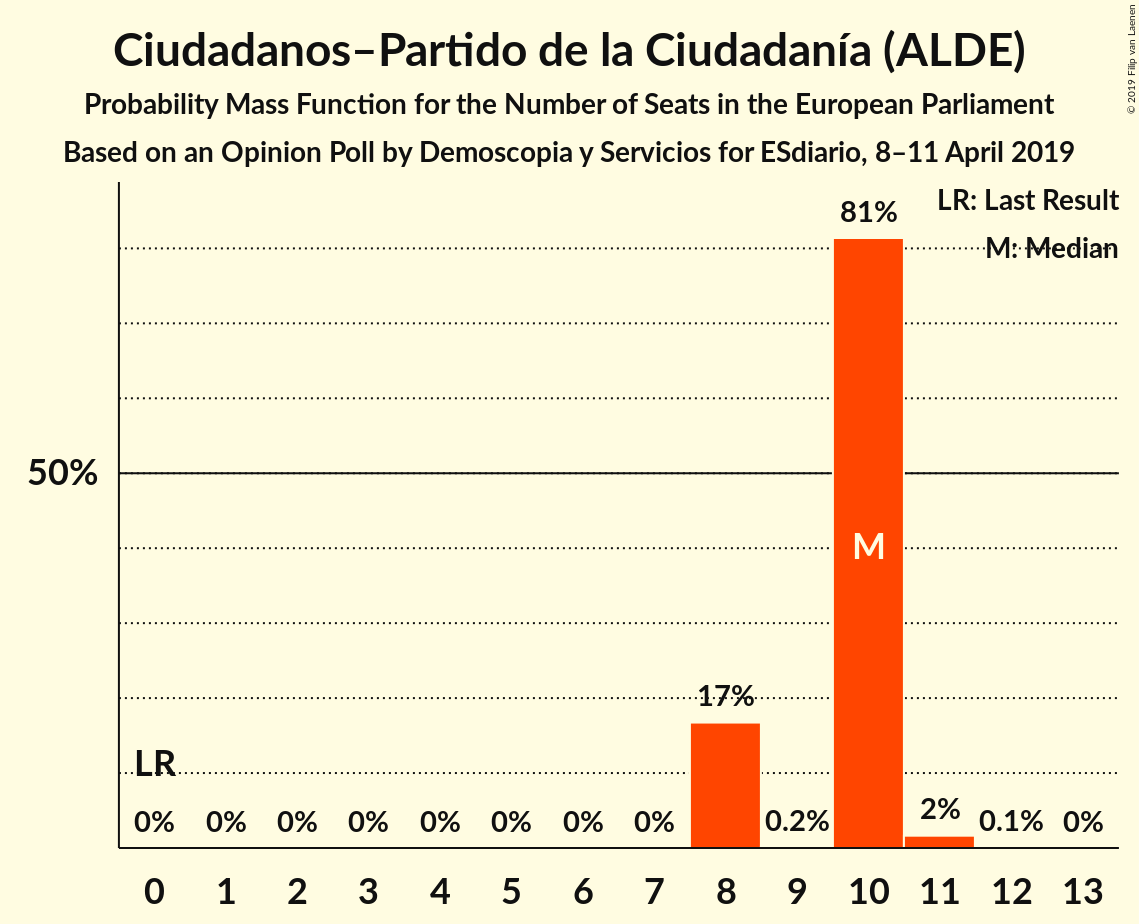 Ciudadanos–Partido de la Ciudadanía (ALDE)
Probability Mass Function for the Number of Seats in the European Parliament
Based on an Opinion Poll by Demoscopia y Servicios for ESdiario, 8–11 April 2019
© 2019 Filip van Laenen
LR: Last Result
M: Median
81%
50%
M
17%
LR
0% 0% 0% 0% 0% 0% 0% 0% 0.2% 2% 0.1% 0%
0 1 2 3 4 5 6 7 8 9 10 11 12 13